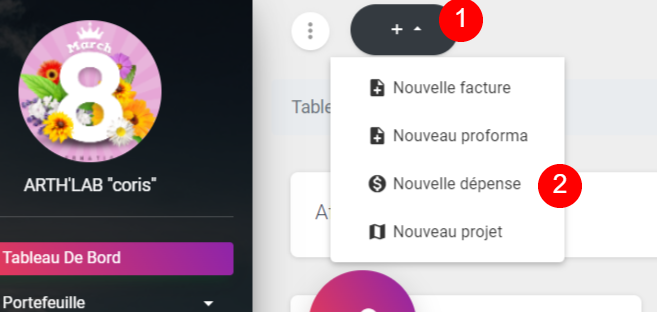 March
8
ARTH'LAB "coris"
Tableau De Bord
Portefeuille
+
1
Table
Nouvelle facture
Nouveau proforma
Nouvelle dépense
2
Nouveau projet